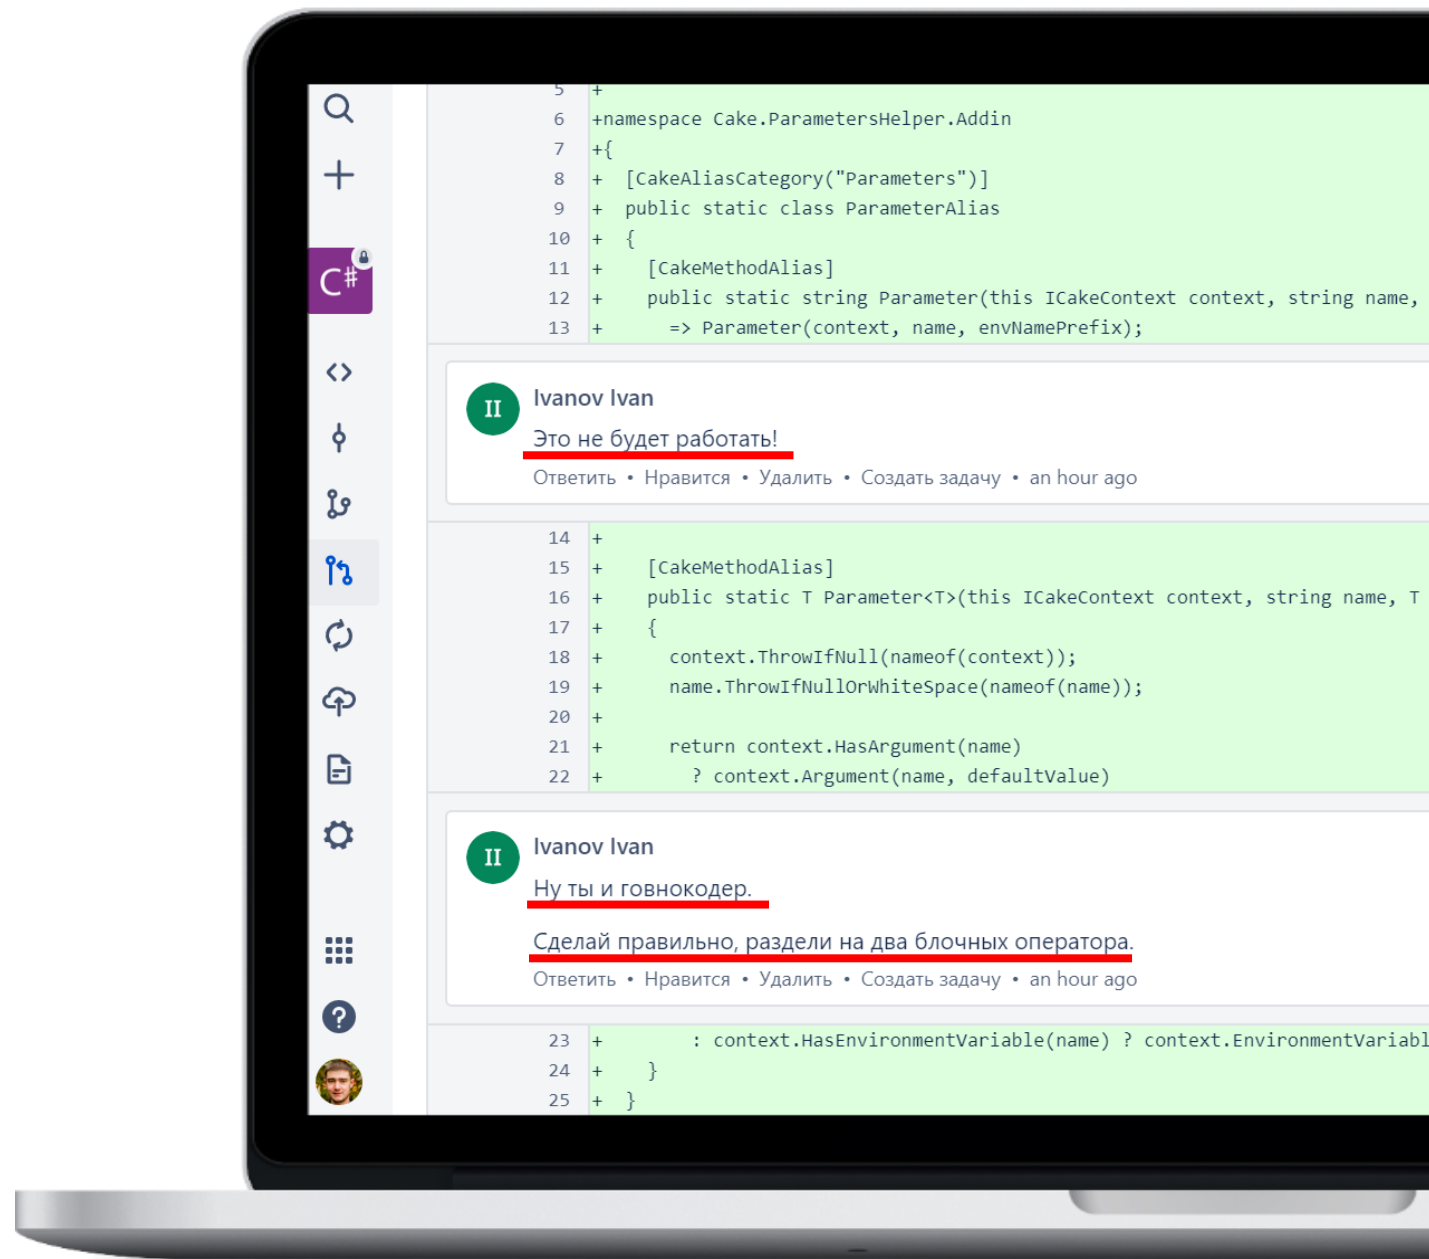 C#
5 +
6 +namespace Cake.ParametersHelper.Addin
7 +{
8 + [CakeAliasCategory("Parameters")]
9 + public static class ParameterAlias
10 + {
11 + [CakeMethodAlias]
12 + public static string Parameter(this ICakeContext context, string name,
13 + => Parameter(context, name, envNamePrefix);
II Ivanov Ivan
Это не будет работать!
Ответить • Нравится • Удалить • Создать задачу • an hour ago
14 +
15 + [CakeMethodAlias]
16 + public static T Parameter<T>(this ICakeContext context, string name, T
17 + {
18 + context.ThrowIfNull(nameof(context));
19 + name.ThrowIfNullOrWhiteSpace(nameof(name));
20 +
21 + return context.HasArgument(name)
22 + ? context.Argument(name, defaultValue)
II Ivanov Ivan
Ну ты и говнокодер.
Сделай правильно, раздели на два блочных оператора.
Ответить • Нравится • Удалить • Создать задачу • an hour ago
23 + : context.HasEnvironmentVariable(name) ? context.EnvironmentVariabl
24 + }
25 + }